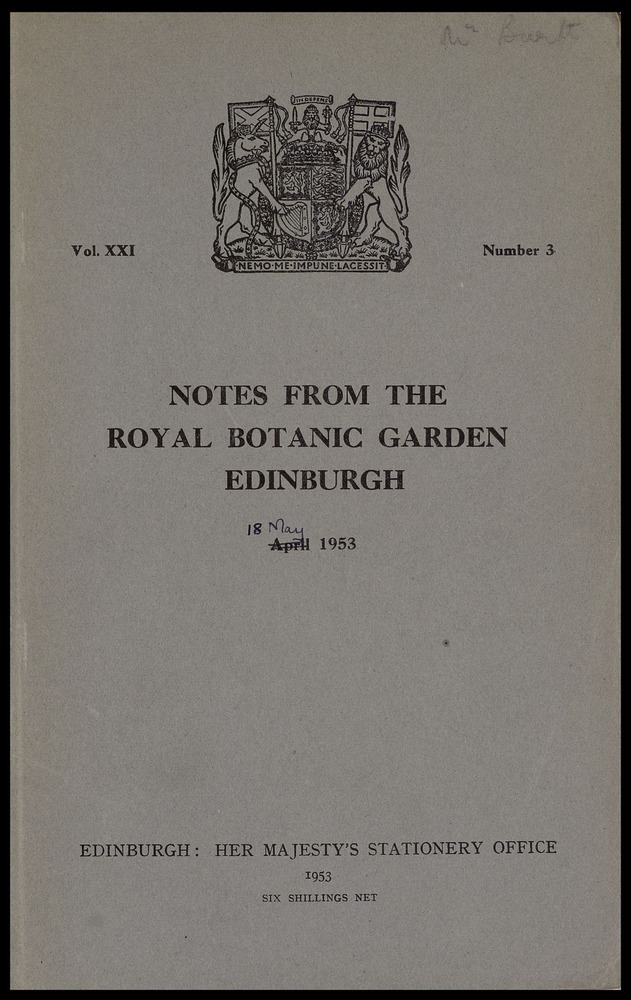 Mr Burtt
IN DEFENS
Vol. XXI
Number 3
NEMO·ME·IMPUNE·LACESSIT
NOTES FROM THE
ROYAL BOTANIC GARDEN
EDINBURGH
18 May
April 1953
EDINBURGH: HER MAJESTY'S STATIONERY OFFICE
1953
SIX SHILLINGS NET